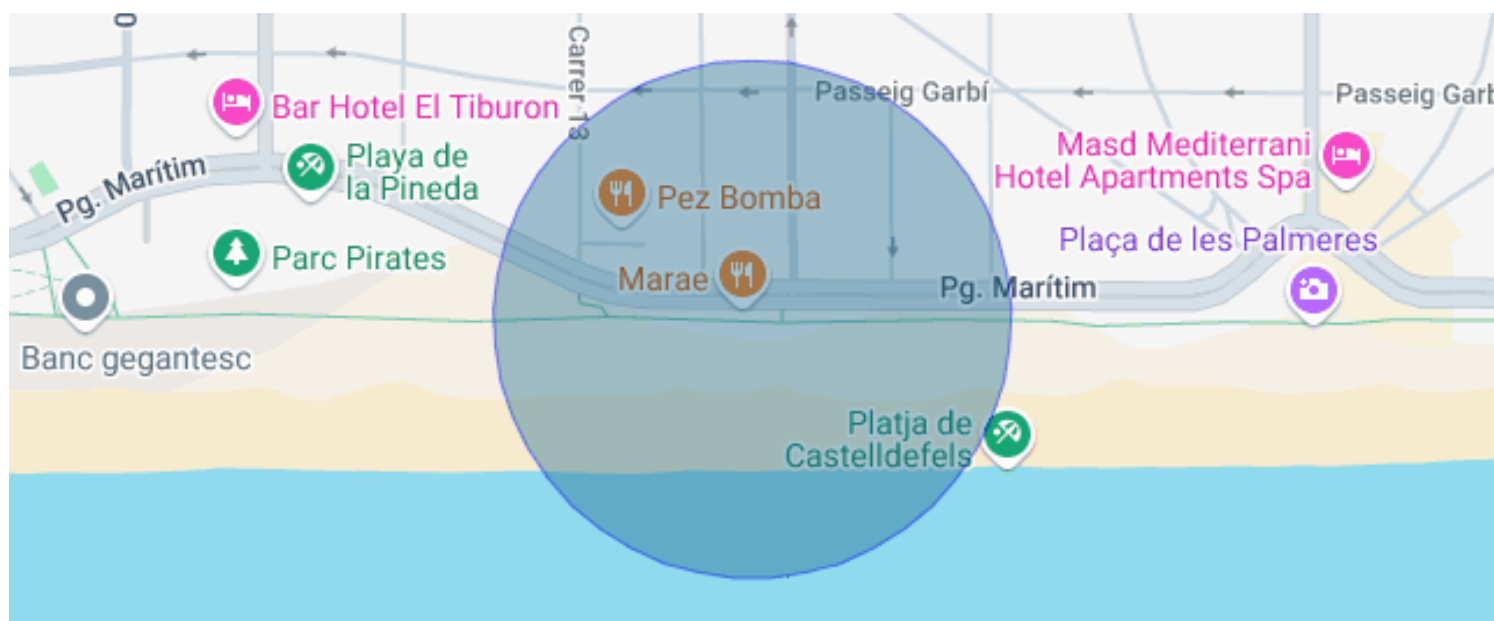 Carrer 13
Passeig Garbí
Passeig Garb
Bar Hotel El Tiburon
Masd Mediterrani
Hotel Apartments Spa
Playa de
la Pineda
Pg. Marítim
Pez Bomba
Plaça de les Palmeres
Parc Pirates
Marae
Pg. Marítim
Banc gegantesc
Platja de
Castelldefels